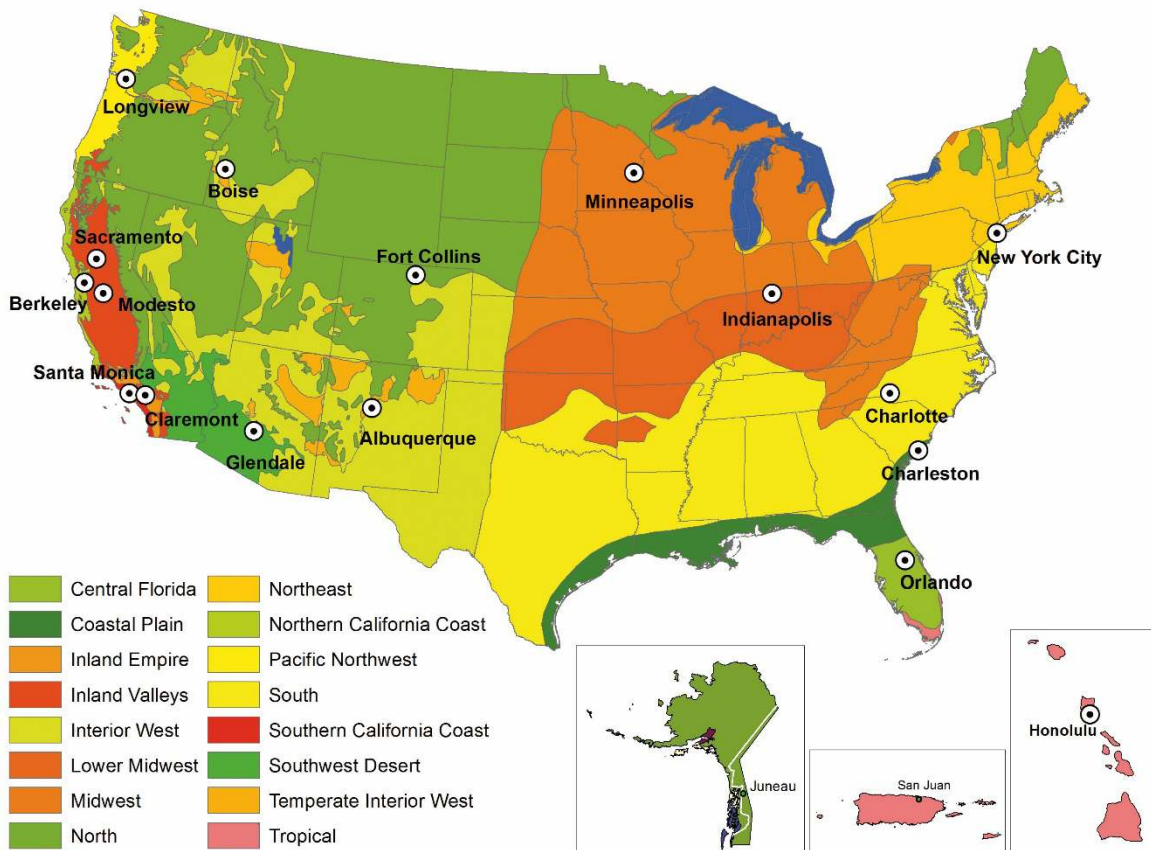 Longview
Boise
Minneapolis
Sacramento
Fort Collins
New York City
Berkeley
Modesto
Indianapolis
Santa Monica
Claremont
Charlotte
Albuquerque
Glendale
Charleston
Orlando
Central Florida
Coastal Plain
Inland Empire
Inland Valleys
Interior West
Lower Midwest
Midwest
North
Northeast
Northern California Coast
Pacific Northwest
South
Southern California Coast
Southwest Desert
Temperate Interior West
Tropical
Juneau
San Juan
Honolulu